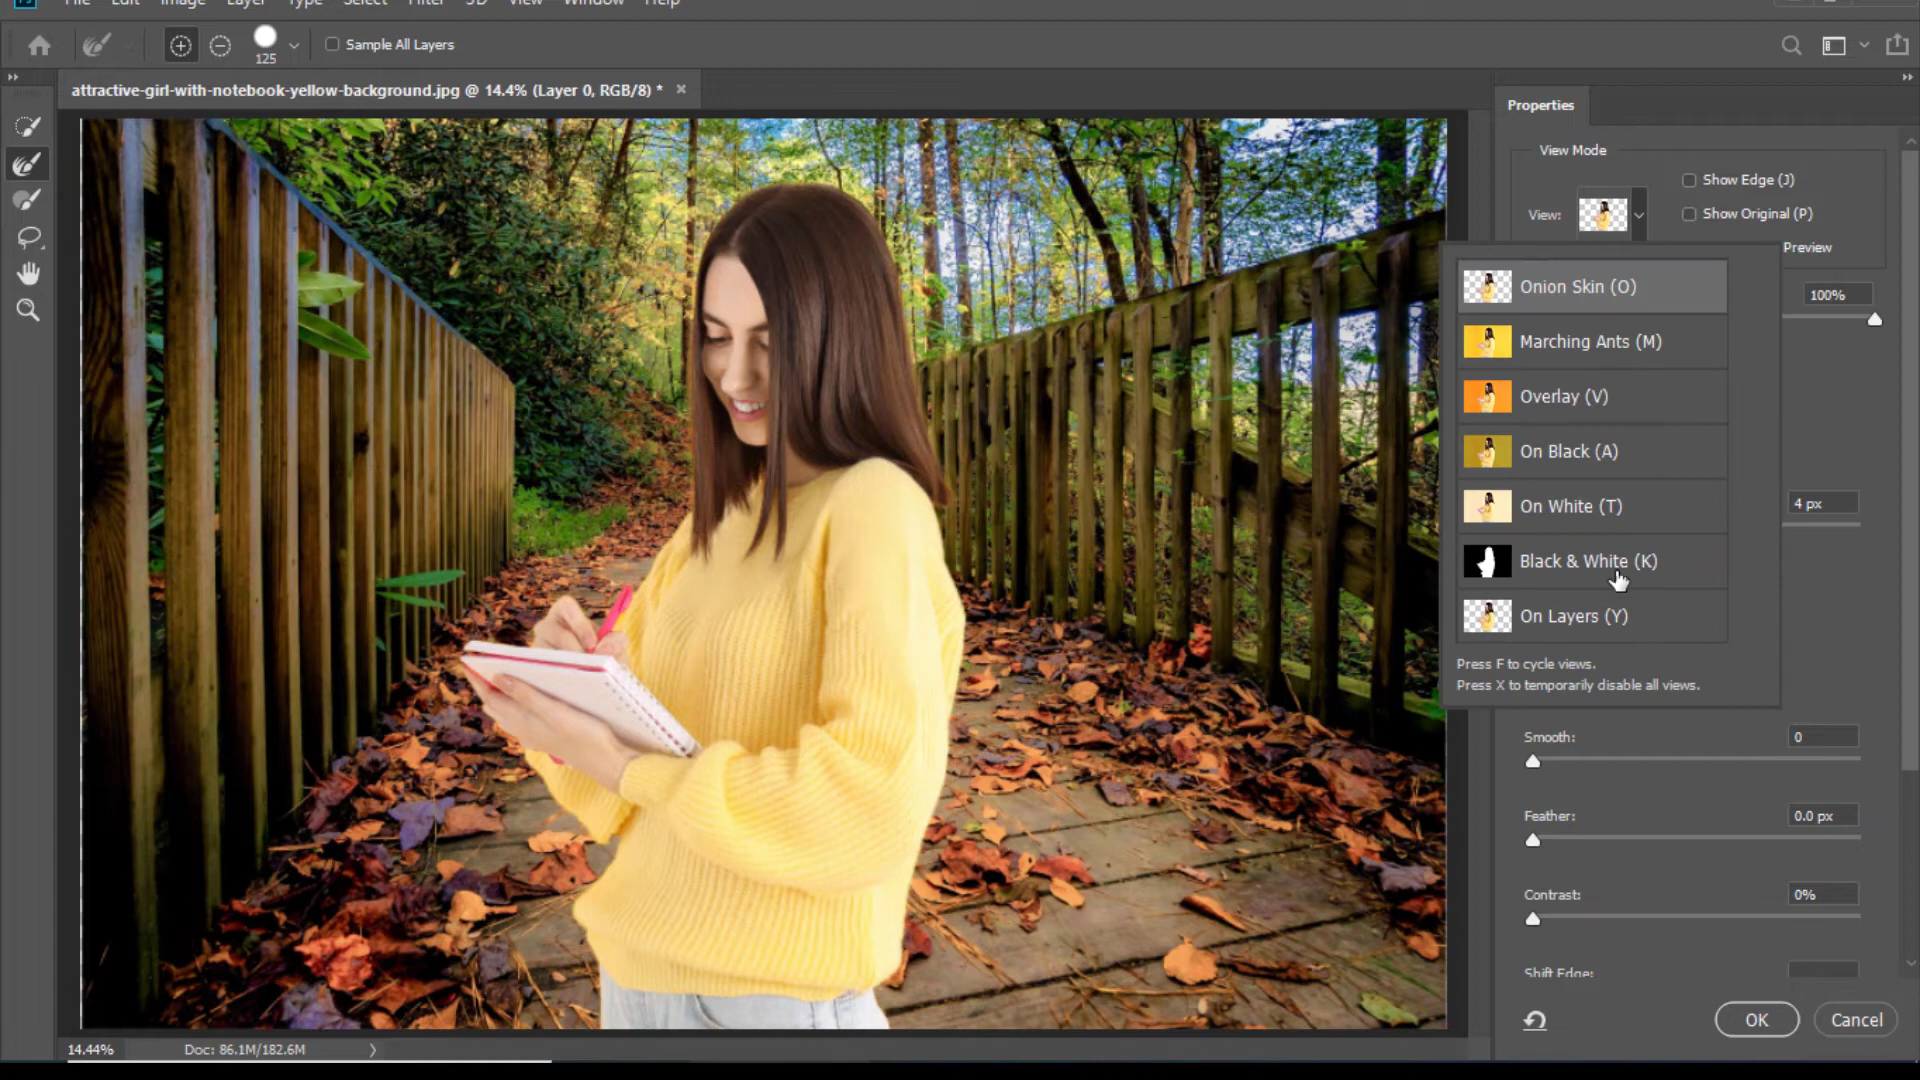 File Edit Image Layer Type Select Filter 3D View Window Help
125
Sample All Layers
attractive-girl-with-notebook-yellow-background.jpg @ 14.4% (Layer 0, RGB/8) *
Properties
View Mode
Show Edge (J)
View:
Show Original (P)
Preview
Onion Skin (O)
100%
Marching Ants (M)
Overlay (V)
On Black (A)
On White (T)
4 px
Black & White (K)
On Layers (Y)
Press F to cycle views.
Press X to temporarily disable all views.
Smooth:
0
Feather:
0.0 px
Contrast:
0%
Shift Edge:
OK
Cancel
14.44%
Doc: 86.1M/182.6M